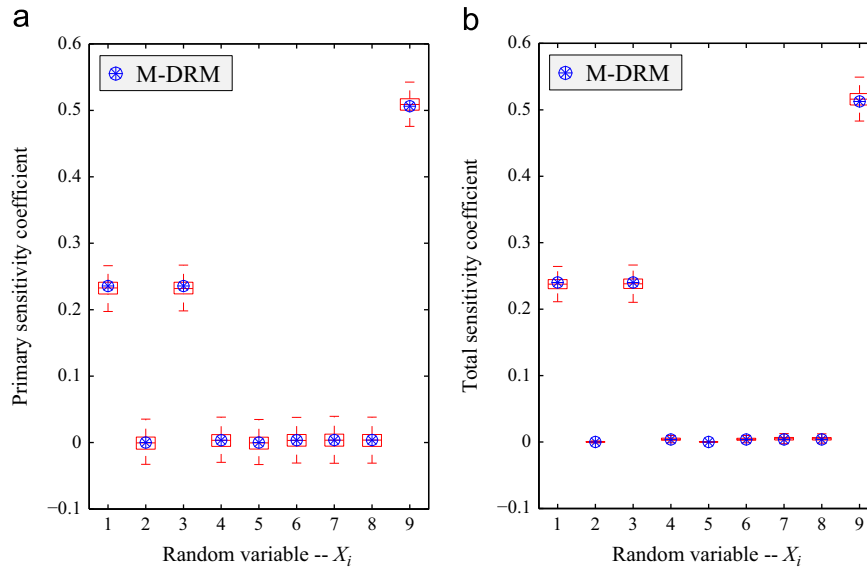 a
0.6
0.5
0.4
0.3
0.2
0.1
0
−0.1
Primary sensitivity coefficient
M-DRM
1 2 3 4 5 6 7 8 9
Random variable -- Xi
b
0.6
0.5
0.4
0.3
0.2
0.1
0
−0.1
Total sensitivity coefficient
M-DRM
1 2 3 4 5 6 7 8 9
Random variable -- Xi